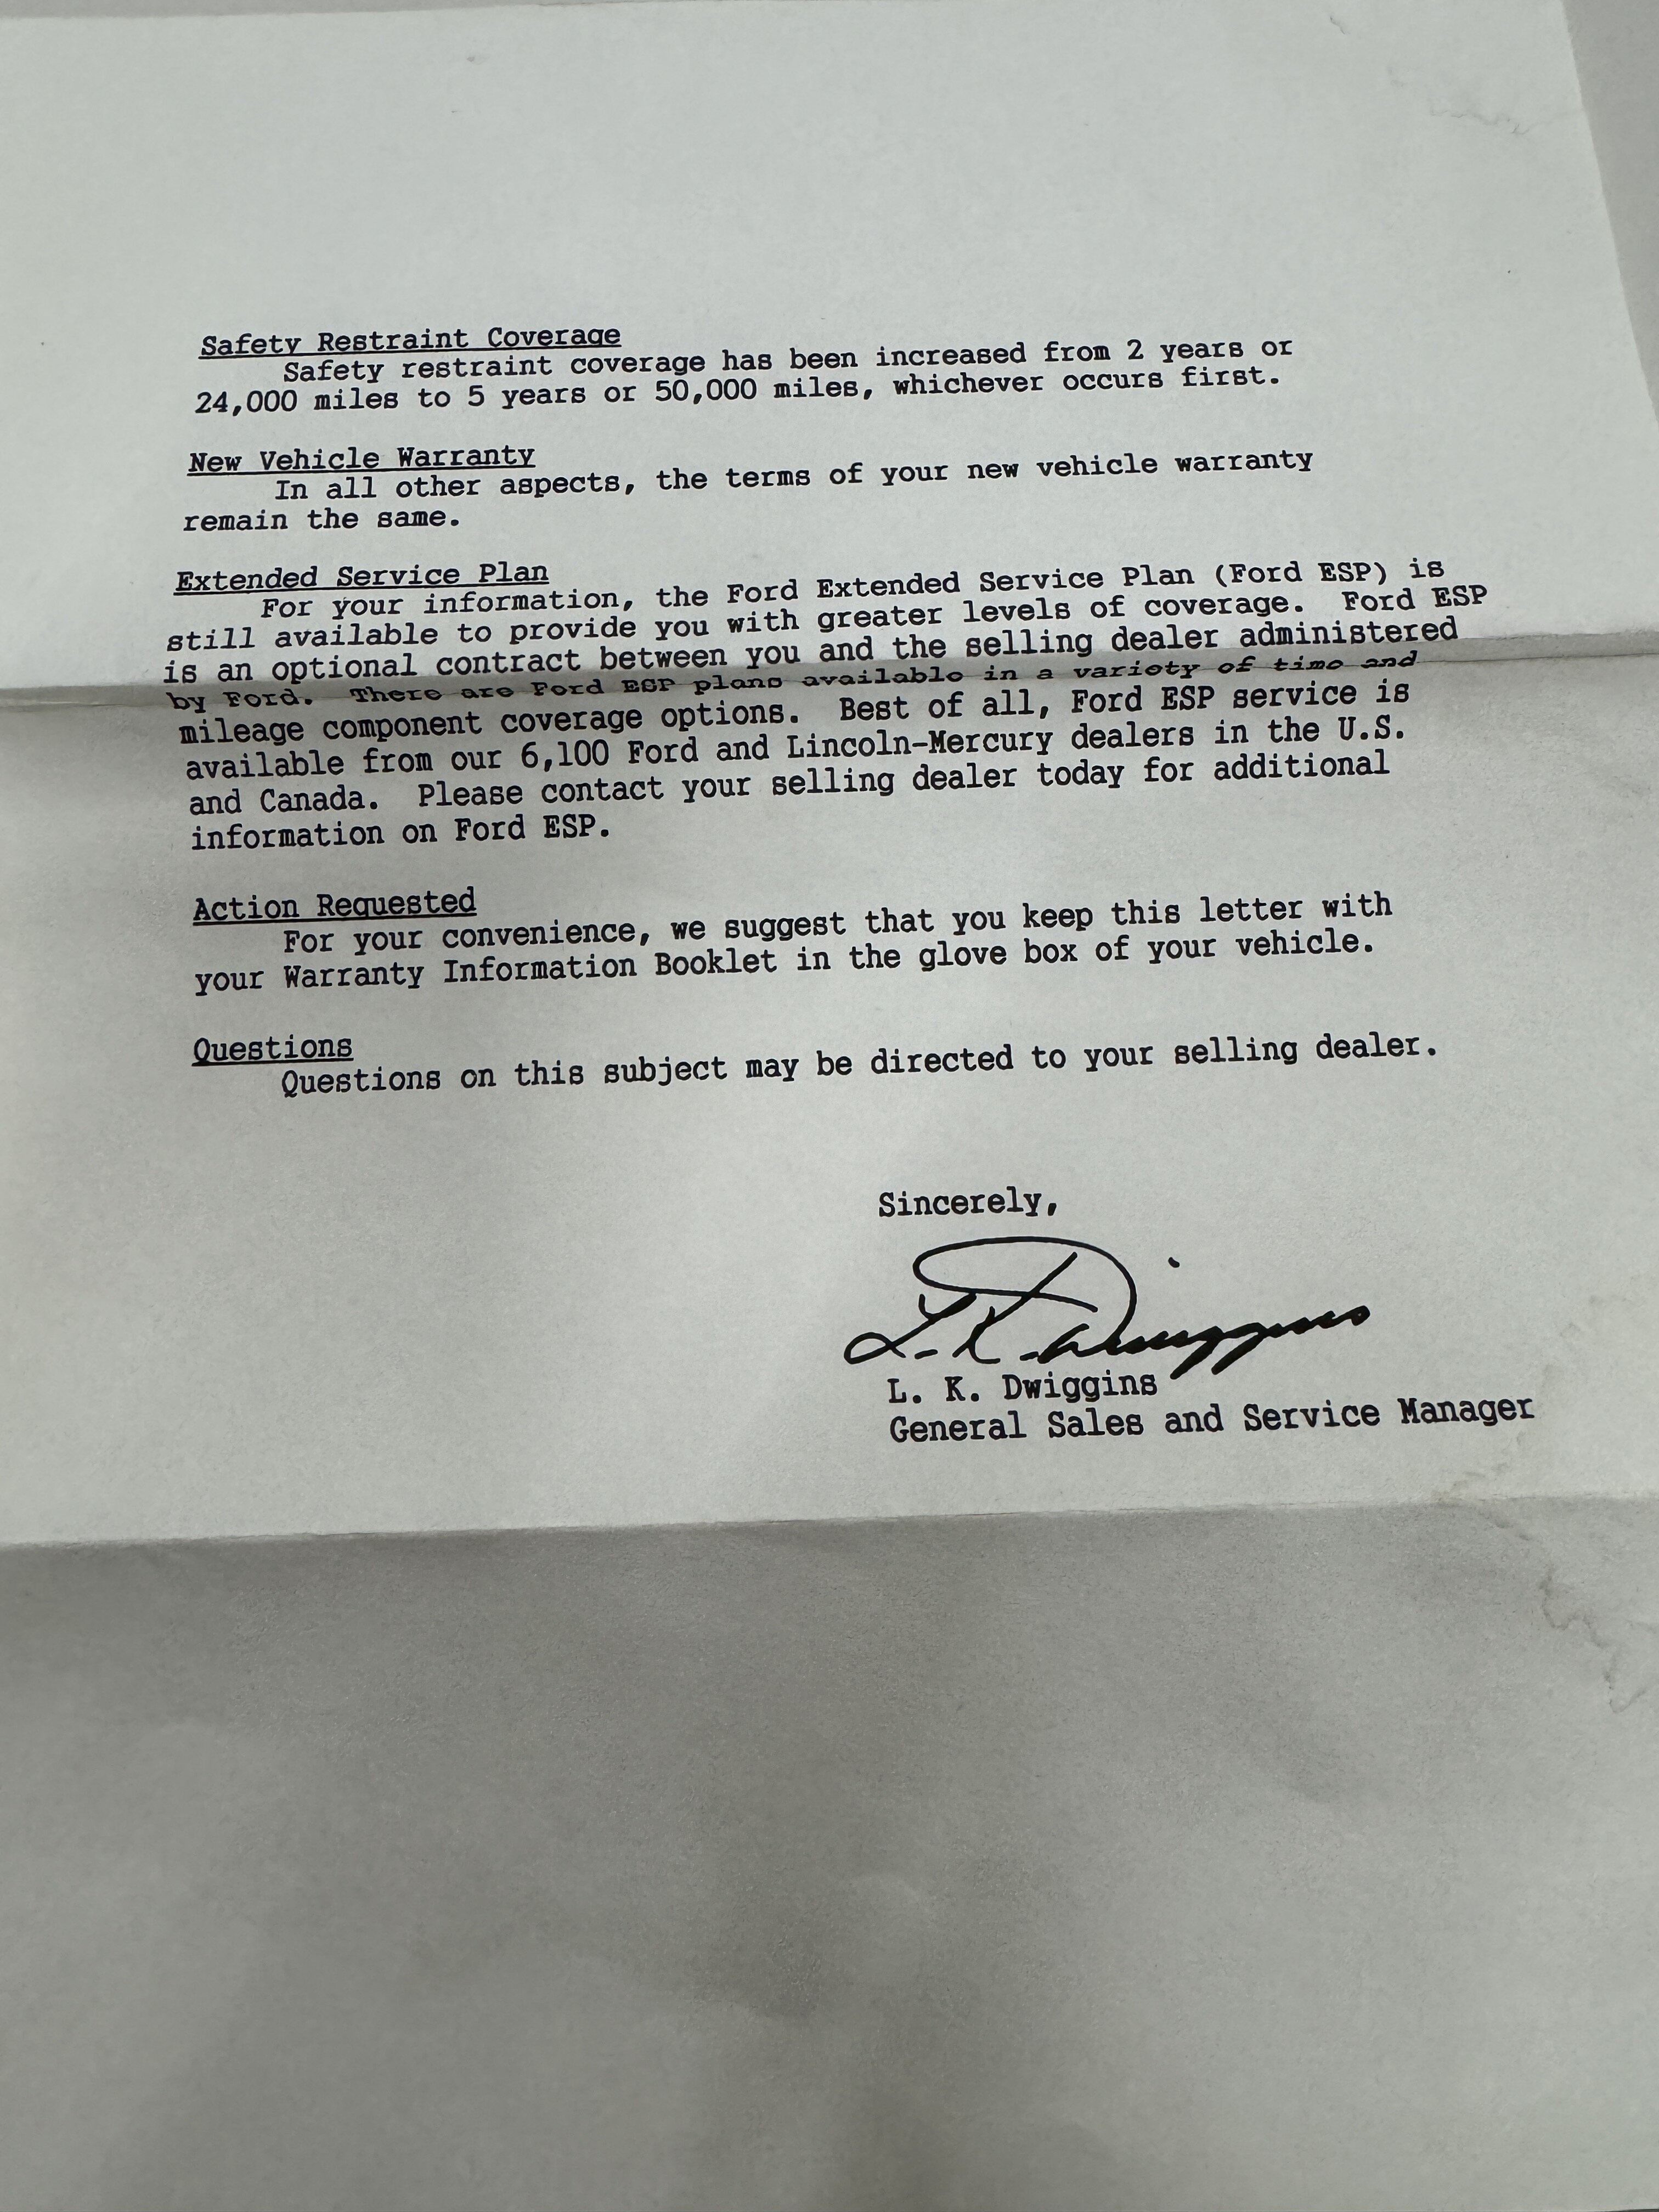 Safety Restraint Coverage
Safety restraint coverage has been increased from 2 years or
24,000 miles to 5 years or 50,000 miles, whichever occurs first.
New Vehicle Warranty
In all other aspects, the terms of your new vehicle warranty
remain the same.
Extended Service Plan
For your information, the Ford Extended Service Plan (Ford ESP) is
still available to provide you with greater levels of coverage. Ford ESP
is an optional contract between you and the selling dealer administered
by Ford. There are Ford ESP plans available in a variety of time and
mileage component coverage options. Best of all, Ford ESP service is
available from our 6,100 Ford and Lincoln-Mercury dealers in the U.S.
and Canada. Please contact your selling dealer today for additional
information on Ford ESP.
Action Requested
For your convenience, we suggest that you keep this letter with
your Warranty Information Booklet in the glove box of your vehicle.
Questions
Questions on this subject may be directed to your selling dealer.
Sincerely,
L. K. Dwiggins
L. K. Dwiggins
General Sales and Service Manager